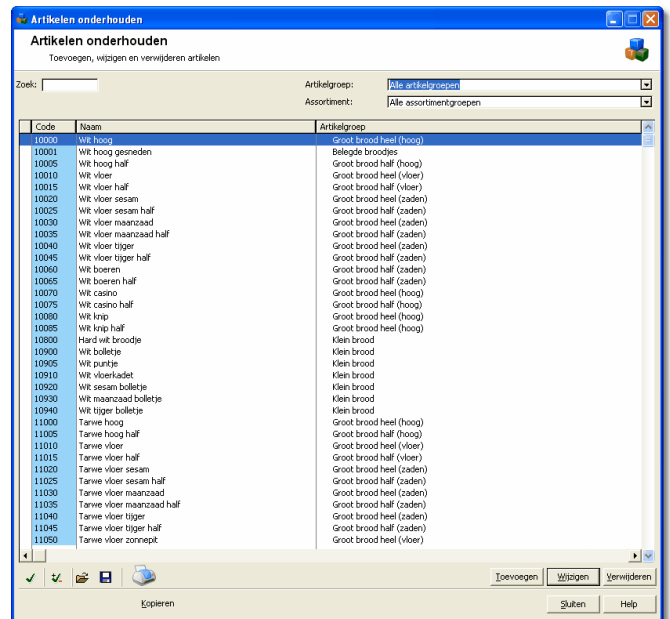 Artikelen onderhouden
Artikelen onderhouden
Toevoegen, wijzigen en verwijderen artikelen
Zoek: Artikelgroep: Alle artikelgroepen
Assortiment: Alle assortimentgroepen
Code Naam Artikelgroep
10000 Wit hoog Groot brood heel (hoog)
10001 Wit hoog gesneden Belegde broodjes
10005 Wit hoog half Groot brood half (hoog)
10010 Wit vloer Groot brood heel (vloer)
10015 Wit vloer half Groot brood half (vloer)
10020 Wit vloer sesam Groot brood heel (zaden)
10025 Wit vloer sesam half Groot brood half (zaden)
10030 Wit vloer maanzaad Groot brood heel (zaden)
10035 Wit vloer maanzaad half Groot brood half (zaden)
10040 Wit vloer tijger Groot brood heel (zaden)
10045 Wit vloer tijger half Groot brood half (zaden)
10060 Wit boeren Groot brood heel (zaden)
10065 Wit boeren half Groot brood half (zaden)
10070 Wit casino Groot brood heel (hoog)
10075 Wit casino half Groot brood half (hoog)
10080 Wit knip Groot brood heel (hoog)
10085 Wit knip half Groot brood heel (hoog)
10800 Hard wit broodje Klein brood
10900 Wit bolletje Klein brood
10905 Wit puntje Klein brood
10910 Wit vloerkadet Klein brood
10920 Wit sesam bolletje Klein brood
10930 Wit maanzaad bolletje Klein brood
10940 Wit tijger bolletje Klein brood
11000 Tarwe hoog Groot brood heel (hoog)
11005 Tarwe hoog half Groot brood half (hoog)
11010 Tarwe vloer Groot brood heel (vloer)
11015 Tarwe vloer half Groot brood half (vloer)
11020 Tarwe vloer sesam Groot brood heel (zaden)
11025 Tarwe vloer sesam half Groot brood half (zaden)
11030 Tarwe vloer maanzaad Groot brood heel (zaden)
11035 Tarwe vloer maanzaad half Groot brood half (zaden)
11040 Tarwe vloer tijger Groot brood heel (zaden)
11045 Tarwe vloer tijger half Groot brood half (zaden)
11050 Tarwe vloer zonnepit Groot brood heel (vloer)
Toevoegen Wijzigen Verwijderen
Kopieren Sluiten Help